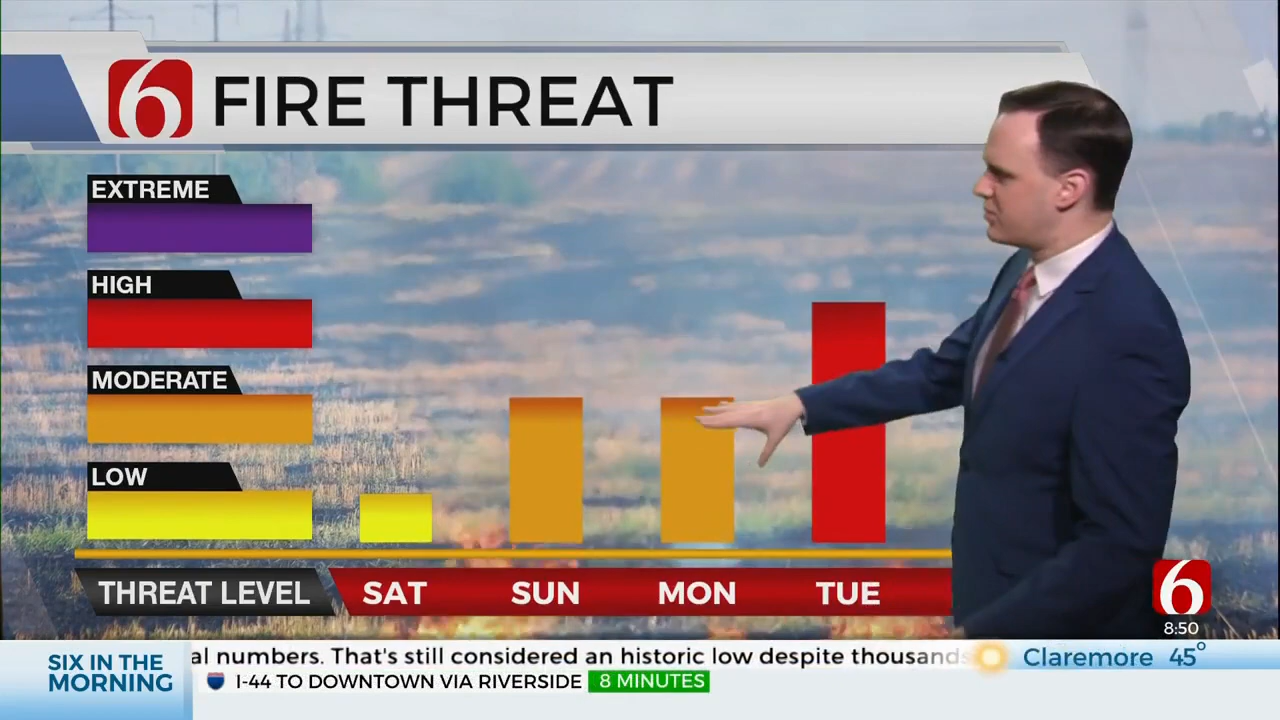 6 FIRE THREAT
EXTREME
HIGH
MODERATE
LOW
THREAT LEVEL SAT SUN MON TUE
6
8:50
SIX IN THE
MORNING
al numbers. That's still considered an historic low despite thousands
Claremore 45°
I-44 TO DOWNTOWN VIA RIVERSIDE 8 MINUTES